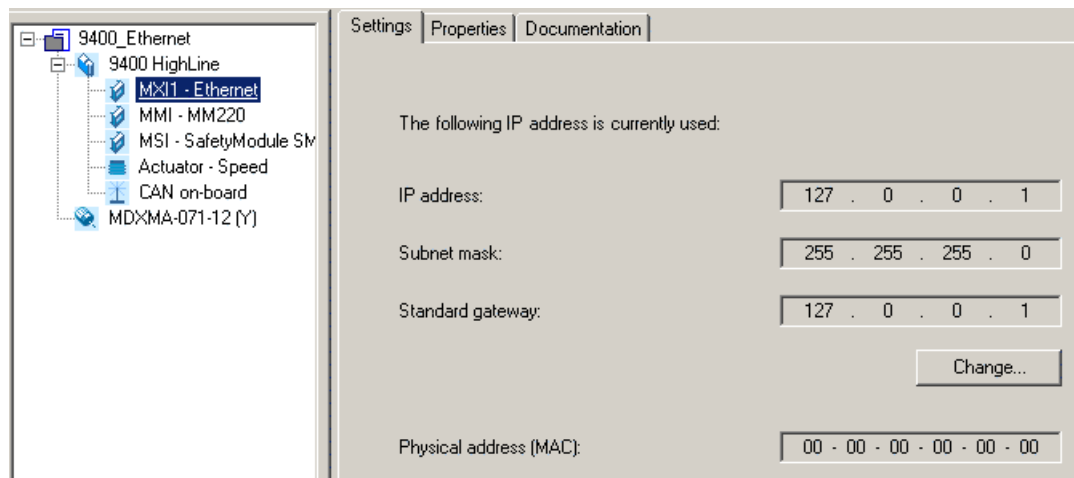 9400_Ethernet
9400 HighLine
MXI1 - Ethernet
MMI - MM220
MSI - SafetyModule SM
Actuator - Speed
CAN on-board
MDXMA-071-12 (Y)
Settings Properties Documentation
The following IP address is currently used:
IP address: 127 . 0 . 0 . 1
Subnet mask: 255 . 255 . 255 . 0
Standard gateway: 127 . 0 . 0 . 1
Change...
Physical address (MAC): 00 - 00 - 00 - 00 - 00 - 00